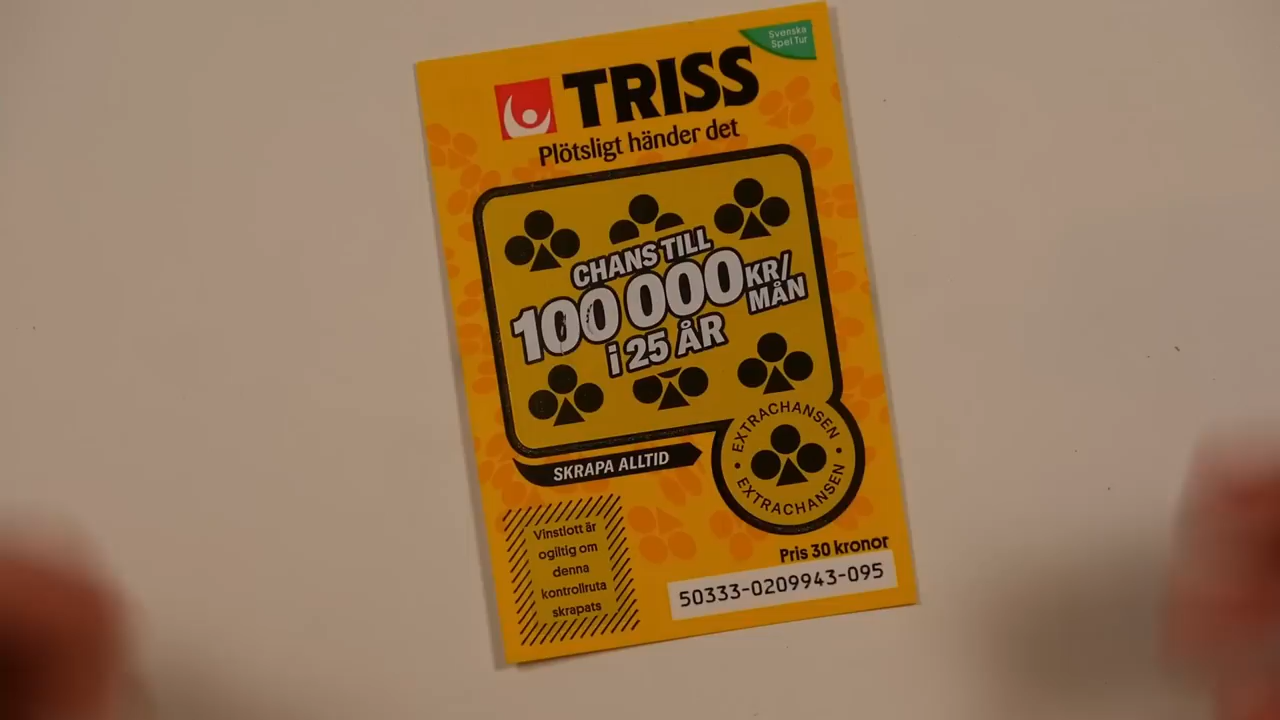 Svenska
Spel Tur
TRISS
Plötsligt händer det
CHANS TILL
100 000 KR/
MÅN
i 25 ÅR
EXTRACHANSEN
EXTRACHANSEN
SKRAPA ALLTID
Vinstlott är
ogiltig om
denna
kontrollruta
skrapats
Pris 30 kronor
50333-0209943-095